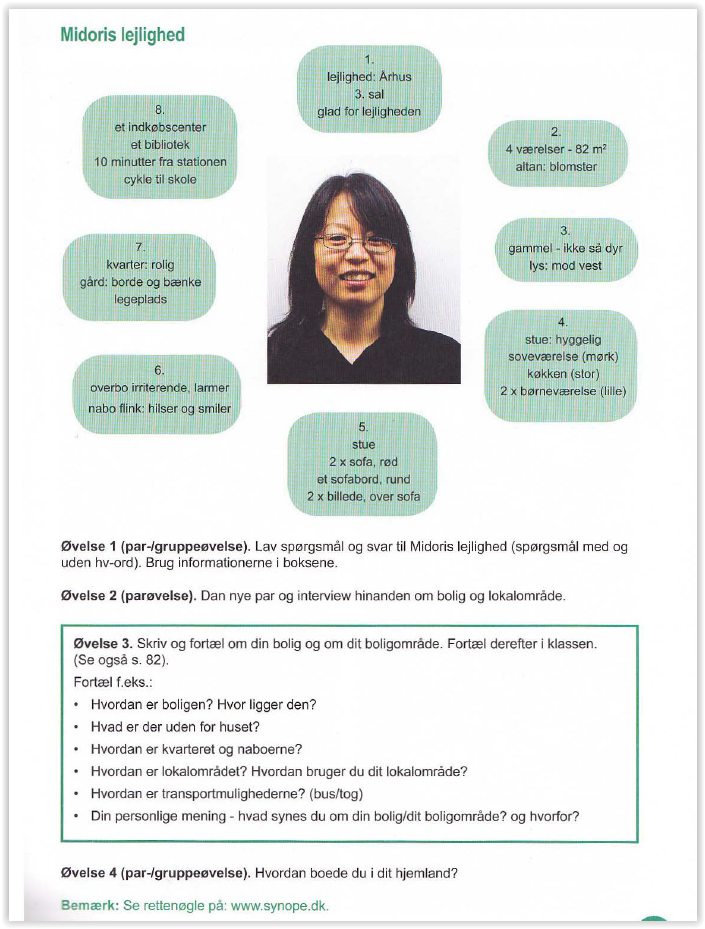 Midoris lejlighed
1.
lejlighed: Århus
3. sal
glad for lejligheden
2.
4 værelser - 82 m²
altan: blomster
3.
gammel - ikke så dyr
lys: mod vest
4.
stue: hyggelig
soveværelse (mørk)
køkken (stor)
2 x børneværelse (lille)
5.
stue
2 x sofa, rød
et sofabord, rund
2 x billede, over sofa
6.
overbo irriterende, larmer
nabo flink: hilser og smiler
7.
kvarter: rolig
gård: borde og bænke
legeplads
8.
et indkøbscenter
et bibliotek
10 minutter fra stationen
cykle til skole
Øvelse 1 (par-/gruppeøvelse). Lav spørgsmål og svar til Midoris lejlighed (spørgsmål med og
uden hv-ord). Brug informationerne i boksene.
Øvelse 2 (parøvelse). Dan nye par og interview hinanden om bolig og lokalområde.
Øvelse 3. Skriv og fortæl om din bolig og om dit boligområde. Fortæl derefter i klassen.
(Se også s. 82).
Fortæl f.eks.:
• Hvordan er boligen? Hvor ligger den?
• Hvad er der uden for huset?
• Hvordan er kvarteret og naboerne?
• Hvordan er lokalområdet? Hvordan bruger du dit lokalområde?
• Hvordan er transportmulighederne? (bus/tog)
• Din personlige mening - hvad synes du om din bolig/dit boligområde? og hvorfor?
Øvelse 4 (par-/gruppeøvelse). Hvordan boede du i dit hjemland?
Bemærk: Se rettenøgle på: www.synope.dk.